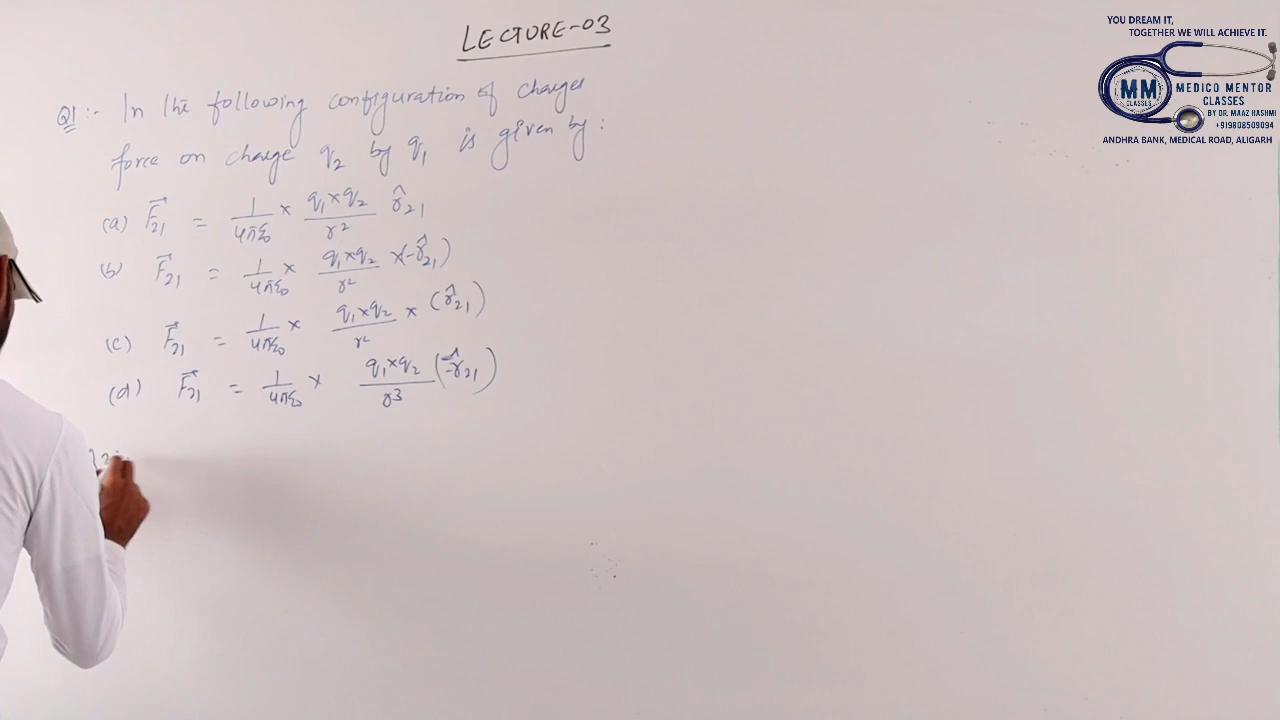 LECTURE-03
Q1:- In the following configuration of charges
force on charge q₂ by q₁ is given by:
(a) F⃗₂₁ = 1/4πε₀ × q₁×q₂/r² r̂₂₁
(b) F⃗₂₁ = 1/4πε₀ × q₁×q₂/r² ×(-r̂₂₁)
(c) F⃗₂₁ = 1/4πε₀ × q₁×q₂/r² × (r̂₂₁)
(d) F⃗₂₁ = 1/4πε₀ × q₁×q₂/r³ (-r̂₂₁)
YOU DREAM IT,
TOGETHER WE WILL ACHIEVE IT.
MM
CLASSES
MEDICO MENTOR
CLASSES
BY DR. MAAZ HASHMI
+919808509094
ANDHRA BANK, MEDICAL ROAD, ALIGARH